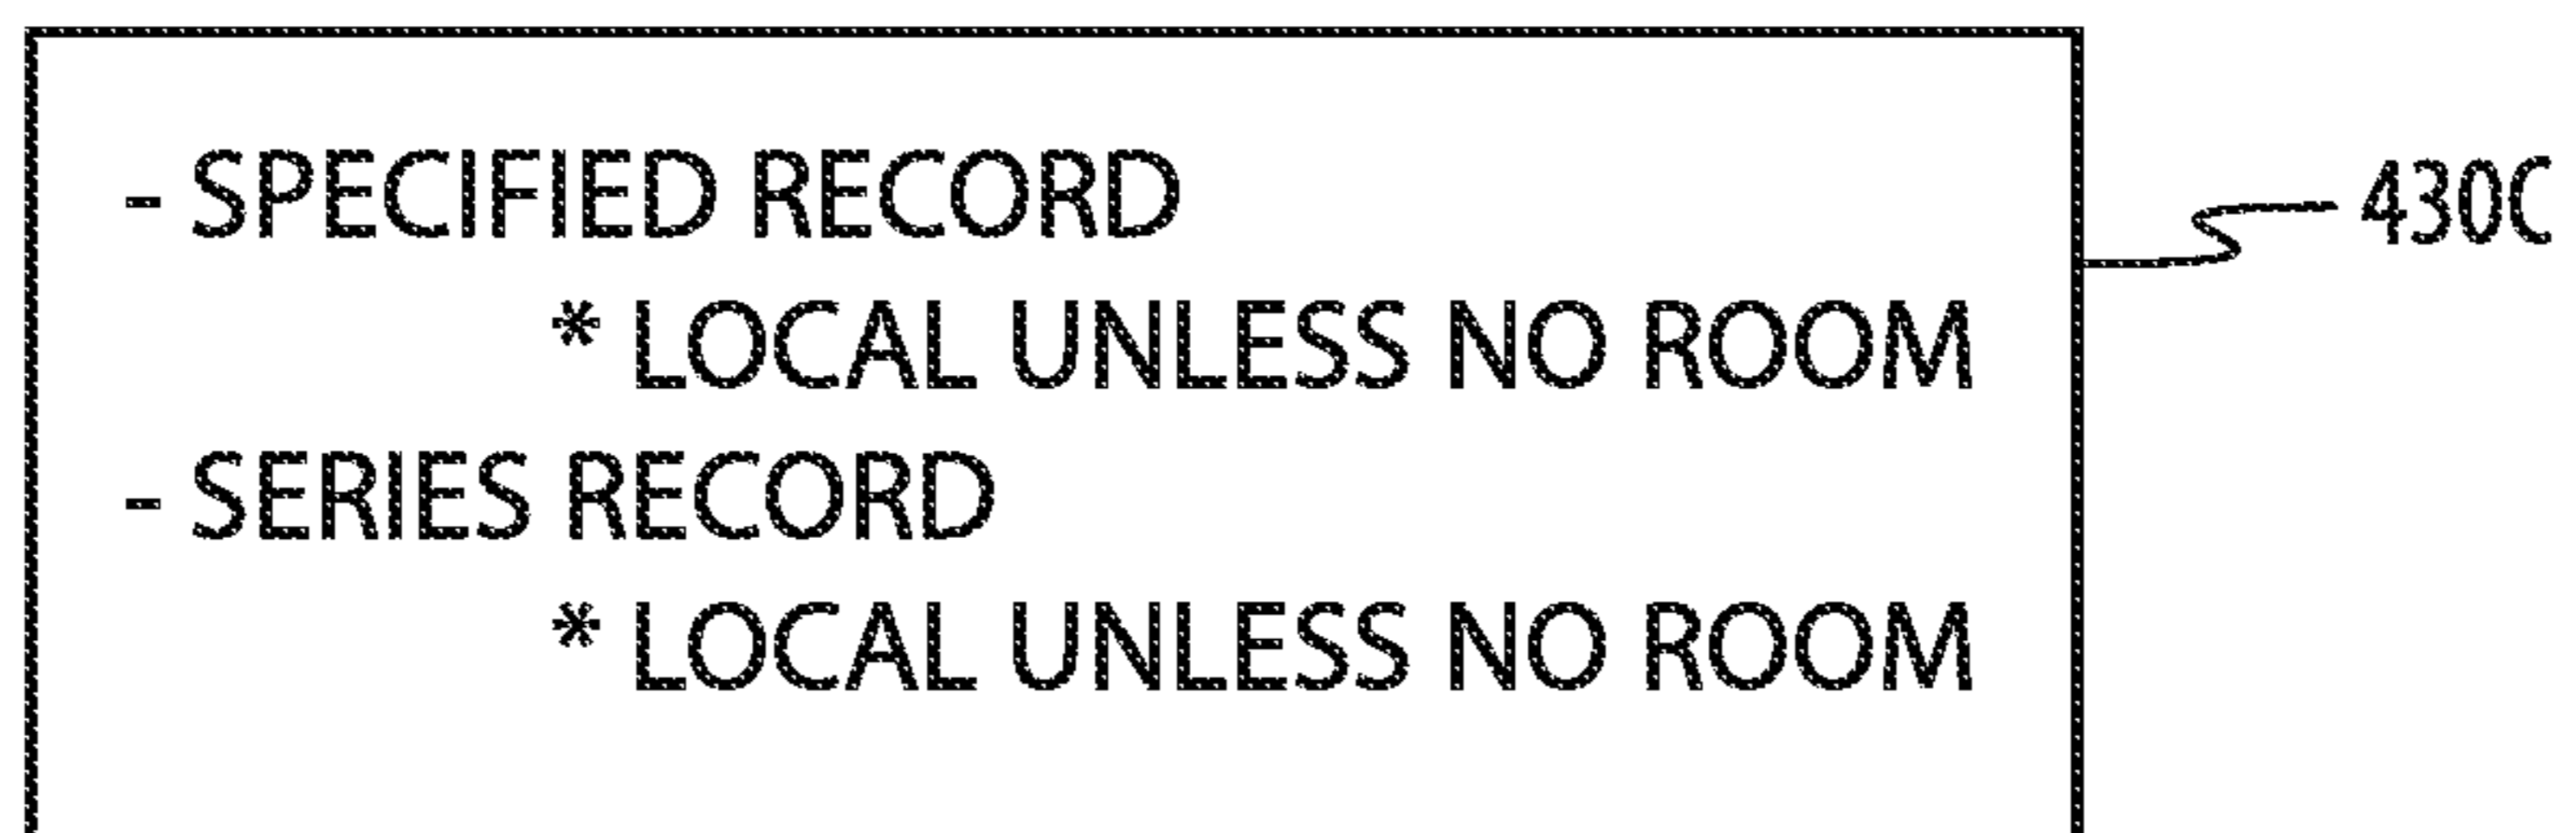 - SPECIFIED RECORD
* LOCAL UNLESS NO ROOM
- SERIES RECORD
* LOCAL UNLESS NO ROOM
430C